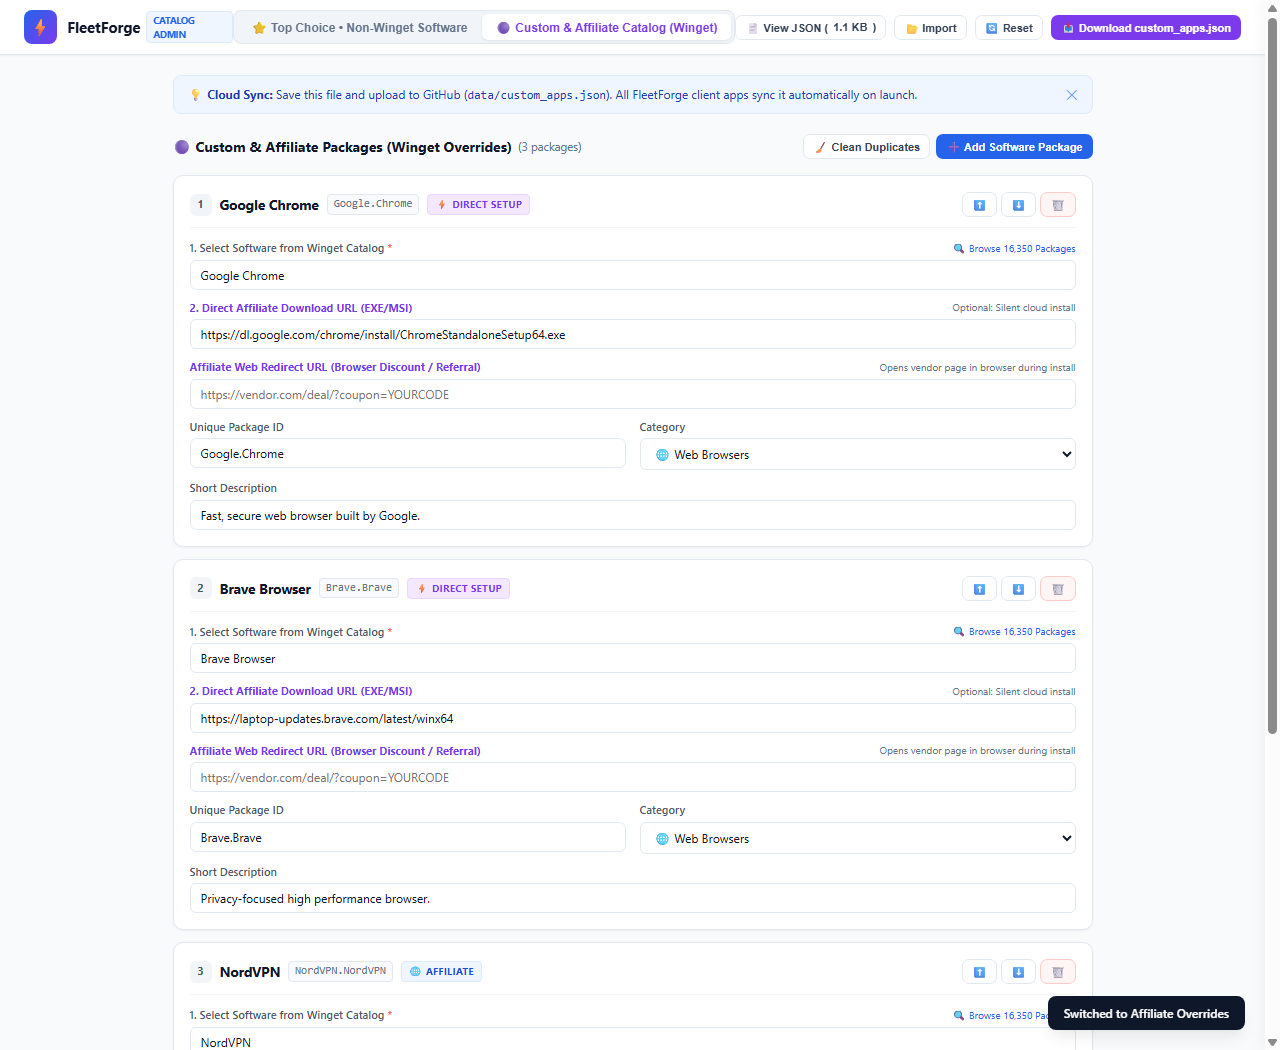 FleetForge
CATALOG ADMIN
⭐ Top Choice • Non-Winget Software
🟣 Custom & Affiliate Catalog (Winget)
View JSON ( 1.1 KB )
Import
Reset
Download custom_apps.json
💡 Cloud Sync: Save this file and upload to GitHub (data/custom_apps.json). All FleetForge client apps sync it automatically on launch.
Custom & Affiliate Packages (Winget Overrides) (3 packages)
Clean Duplicates
Add Software Package
1 Google Chrome Google.Chrome ⚡ DIRECT SETUP
1. Select Software from Winget Catalog *
🔍 Browse 16,350 Packages
Google Chrome
2. Direct Affiliate Download URL (EXE/MSI)
Optional: Silent cloud install
https://dl.google.com/chrome/install/ChromeStandaloneSetup64.exe
Affiliate Web Redirect URL (Browser Discount / Referral)
Opens vendor page in browser during install
https://vendor.com/deal/?coupon=YOURCODE
Unique Package ID
Category
Google.Chrome
🌐 Web Browsers
Short Description
Fast, secure web browser built by Google.
2 Brave Browser Brave.Brave ⚡ DIRECT SETUP
1. Select Software from Winget Catalog *
🔍 Browse 16,350 Packages
Brave Browser
2. Direct Affiliate Download URL (EXE/MSI)
Optional: Silent cloud install
https://laptop-updates.brave.com/latest/winx64
Affiliate Web Redirect URL (Browser Discount / Referral)
Opens vendor page in browser during install
https://vendor.com/deal/?coupon=YOURCODE
Unique Package ID
Category
Brave.Brave
🌐 Web Browsers
Short Description
Privacy-focused high performance browser.
3 NordVPN NordVPN.NordVPN 🌐 AFFILIATE
1. Select Software from Winget Catalog *
🔍 Browse 16,350
NordVPN
Switched to Affiliate Overrides